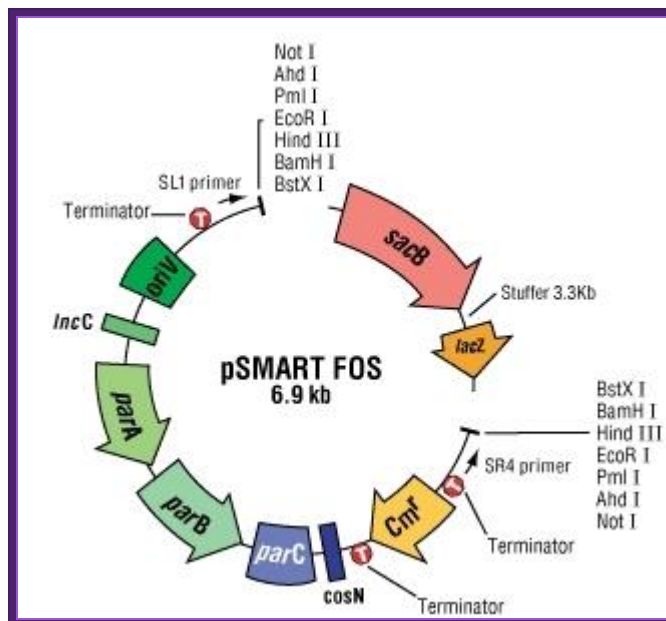 Not I
Ahd I
Pml I
EcoR I
Hind III
BamH I
BstX I
SL1 primer
Terminator
T
oriV
IncC
parA
parB
parC
cosN
T
Terminator
Cmr
T
Terminator
SR4 primer
sacB
Stuffer 3.3Kb
lacZ
pSMART FOS
6.9 kb
BstX I
BamH I
Hind III
EcoR I
Pml I
Ahd I
Not I